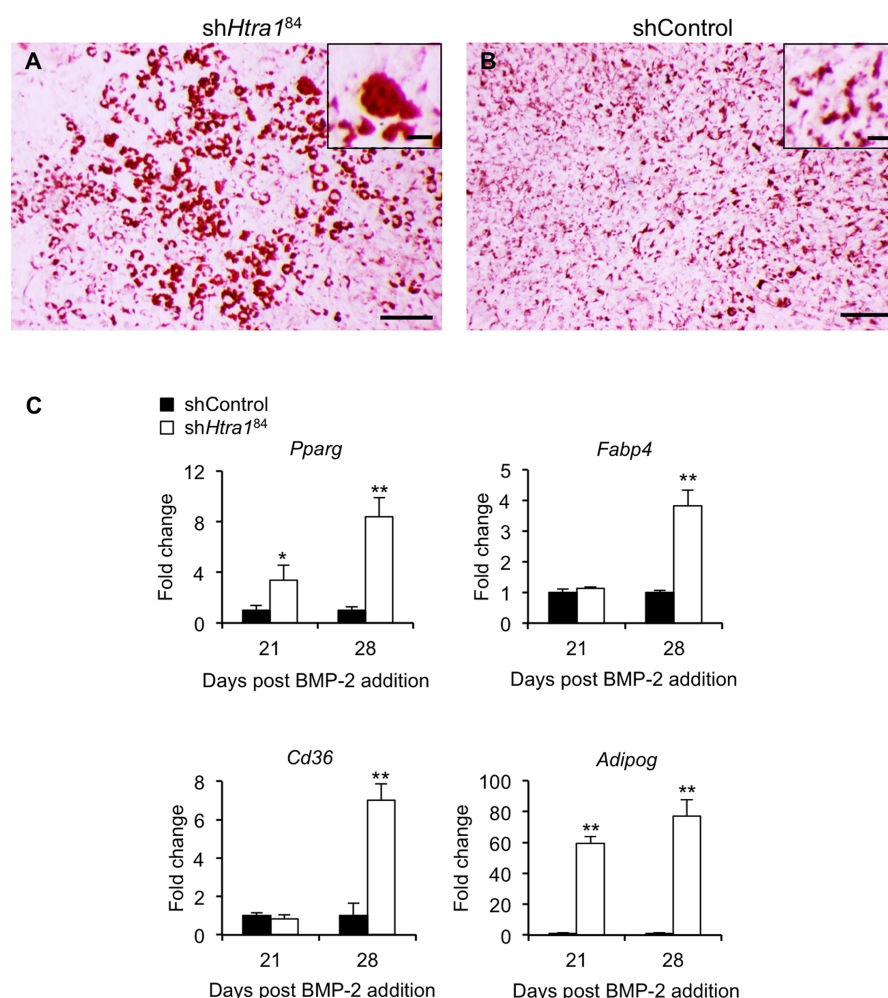 shHtra1⁸⁴
shControl
A
B
C
shControl
shHtra1⁸⁴
Pparg
Fold change
12
8
4
0
*
**
21
28
Days post BMP-2 addition
Fabp4
Fold change
5
4
3
2
1
0
**
21
28
Days post BMP-2 addition
Cd36
Fold change
8
6
4
2
0
**
21
28
Days post BMP-2 addition
Adipog
Fold change
100
80
60
40
20
0
**
**
21
28
Days post BMP-2 addition